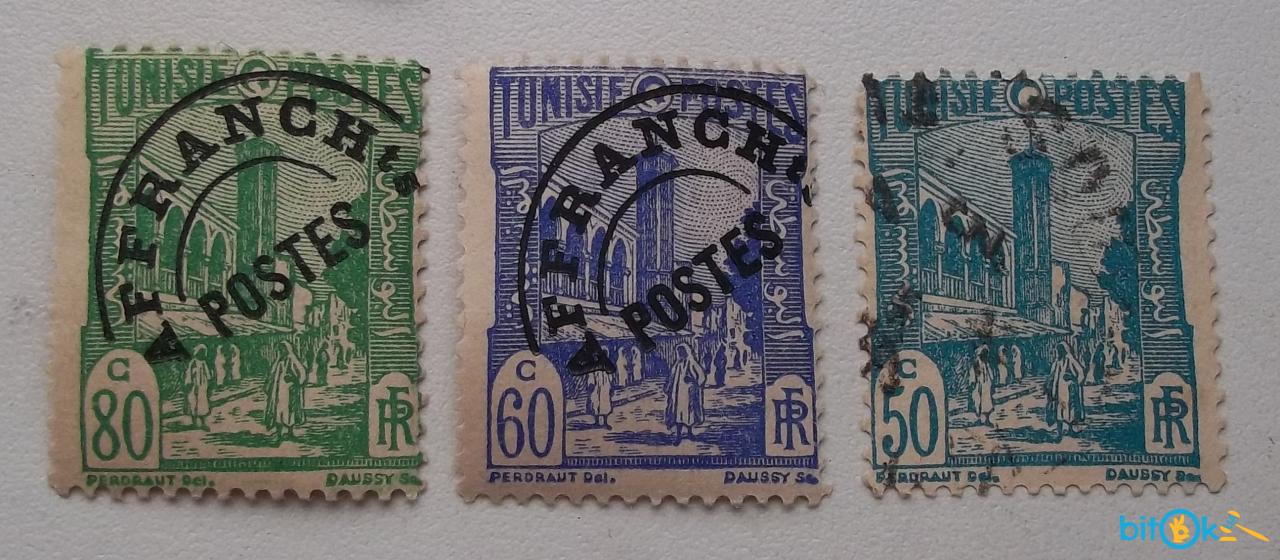 TUNISIE POSTES
AFFRANCHts
POSTES
C
80
RF
PERDRAUT Del.
DAUSSY Sc.
TUNISIE POSTES
AFFRANCHts
POSTES
C
60
RF
PERDRAUT Del.
DAUSSY Sc.
TUNISIE POSTES
C
50
RF
PERDRAUT Del.
DAUSSY Sc.
bitOk